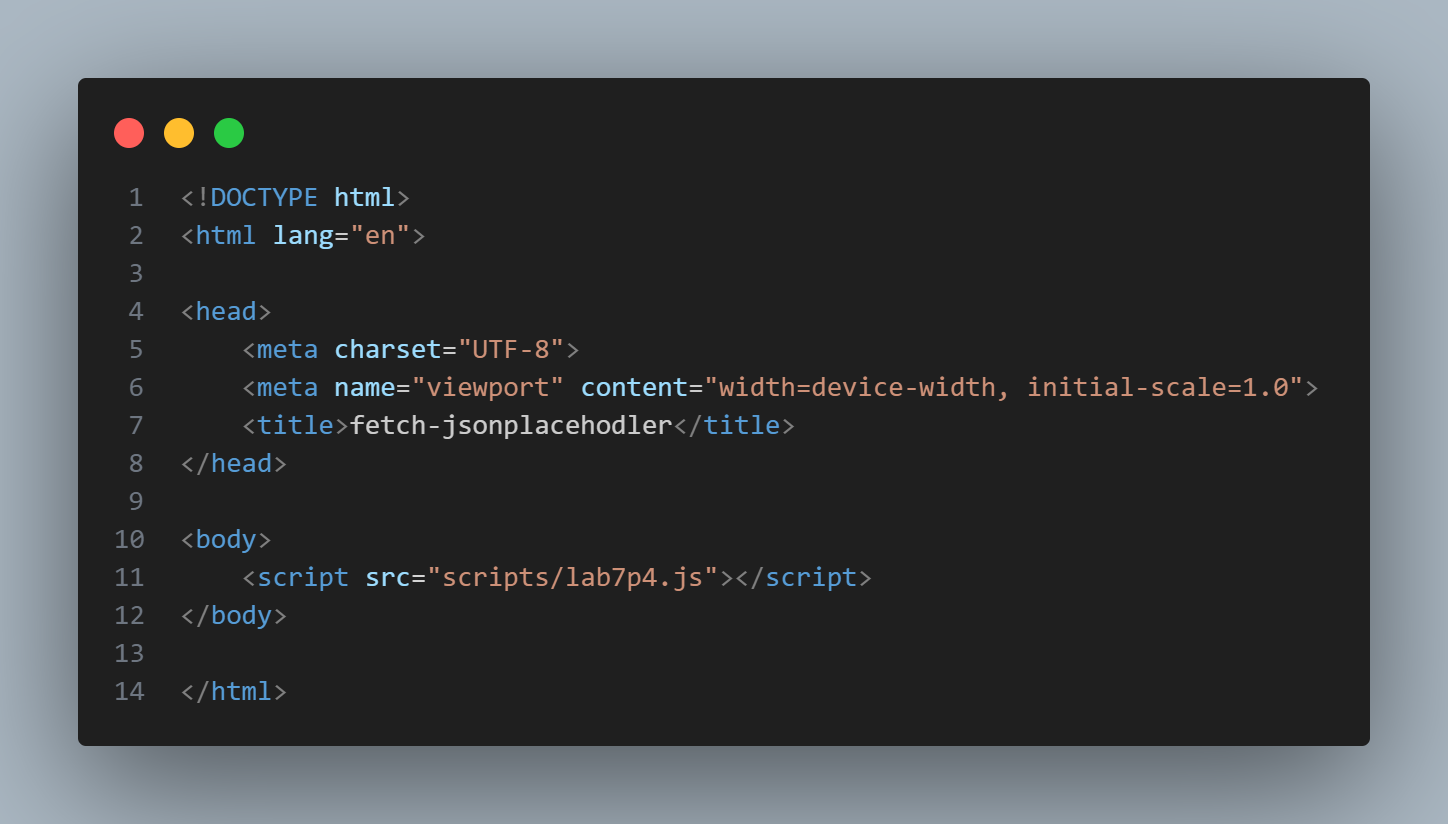 1 <!DOCTYPE html>
2 <html lang="en">
3
4 <head>
5     <meta charset="UTF-8">
6     <meta name="viewport" content="width=device-width, initial-scale=1.0">
7     <title>fetch-jsonplacehodler</title>
8 </head>
9
10 <body>
11     <script src="scripts/lab7p4.js"></script>
12 </body>
13
14 </html>